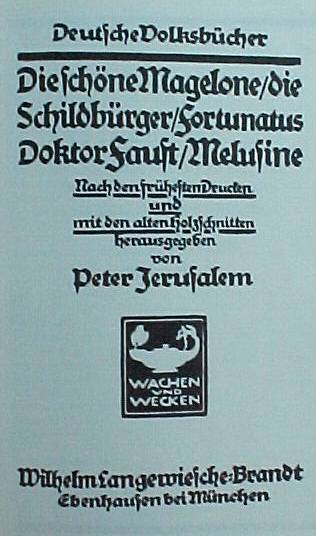 Deutsche Volksbücher
Die schöne Magelone/die
Schildbürger/Fortunatus
Doktor Faust/Melusine
Nach den frühesten Drucken
und
mit den alten Holzschnitten
herausgegeben
von
Peter Jerusalem
WACHEN
UND
WECKEN
Wilhelm Langewiesche-Brandt
Ebenhausen bei München